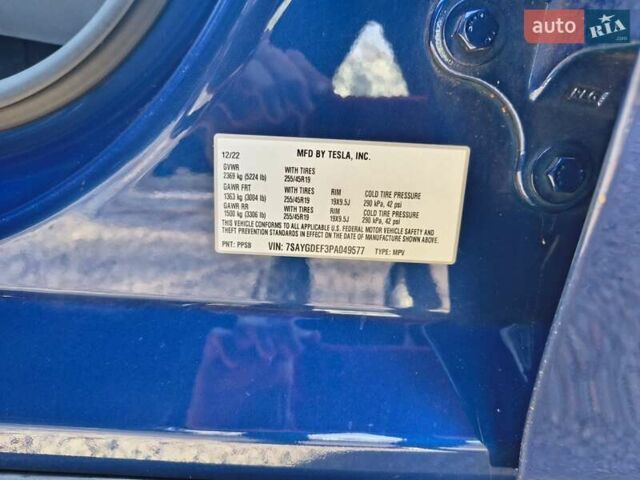 auto RIA .com
12/22 MFD BY TESLA, INC.
GVWR WITH TIRES
2369 kg (5224 lb) 255/45R19
GAWR FRT WITH TIRES RIM COLD TIRE PRESSURE
1363 kg (3004 lb) 255/45R19 19X9.5J 290 kPa, 42 psi
GAWR RR WITH TIRES RIM COLD TIRE PRESSURE
1500 kg (3306 lb) 255/45R19 19X9.5J 290 kPa, 42 psi
THIS VEHICLE CONFORMS TO ALL APPLICABLE U.S. FEDERAL MOTOR VEHICLE SAFETY AND
THEFT PREVENTION STANDARDS IN EFFECT ON THE DATE OF MANUFACTURE SHOWN ABOVE.
PNT: PPSB VIN: 7SAYGDEF3PA049577 TYPE: MPV